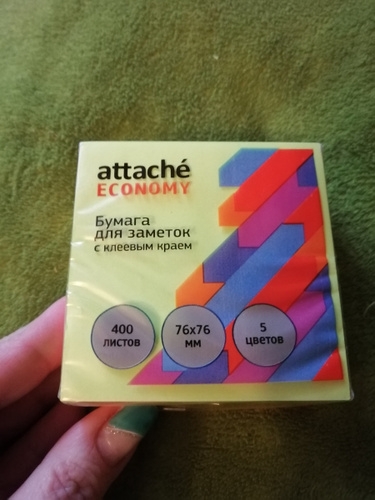 attaché
ECONOMY
Бумага
для заметок
с клеевым краем
400
листов
76x76
мм
5
цветов